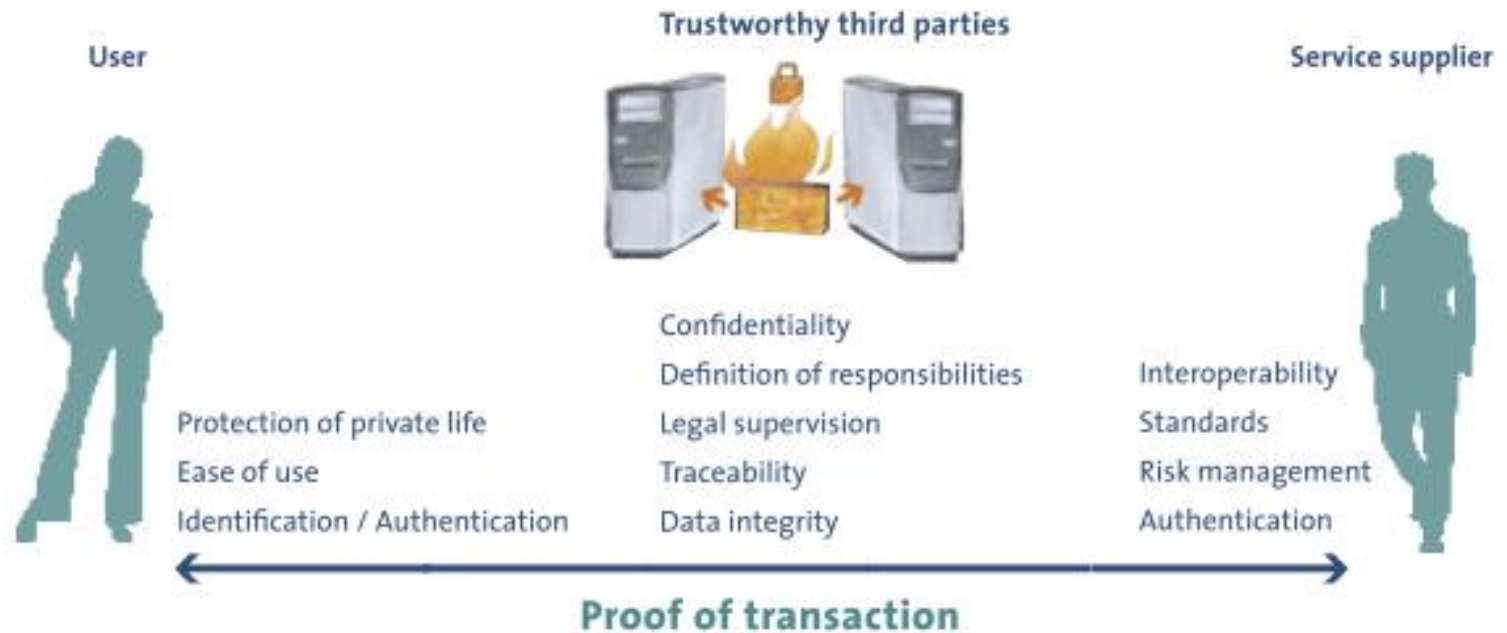 Trustworthy third parties
User
Service supplier
Confidentiality
Definition of responsibilities
Legal supervision
Traceability
Data integrity
Protection of private life
Ease of use
Identification / Authentication
Interoperability
Standards
Risk management
Authentication
Proof of transaction